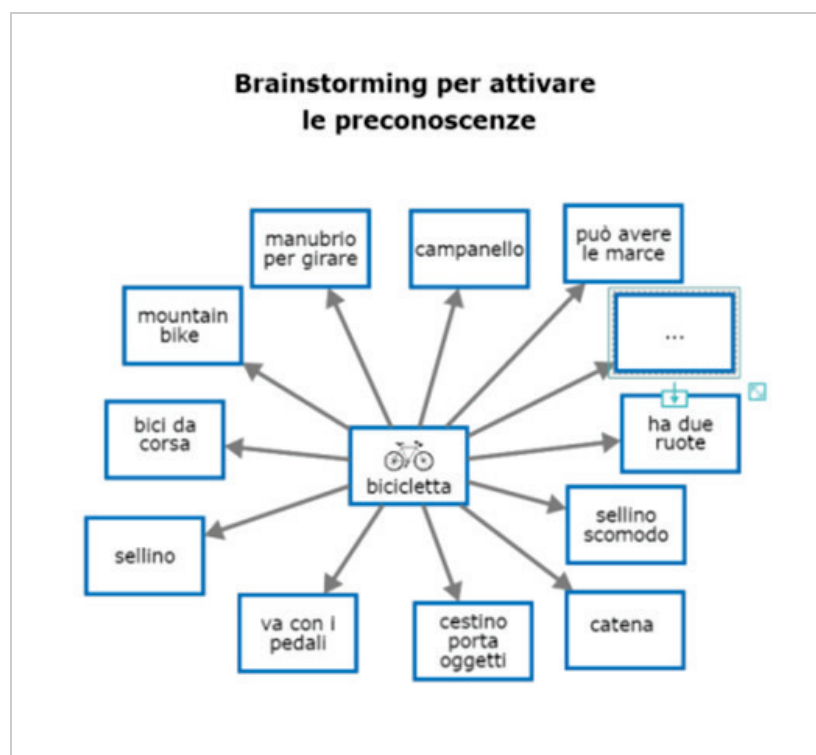 Brainstorming per attivare
le preconoscenze
manubrio
per girare
campanello
può avere
le marce
mountain
bike
...
bici da
corsa
ha due
ruote
bicicletta
sellino
scomodo
sellino
va con i
pedali
cestino
porta
oggetti
catena